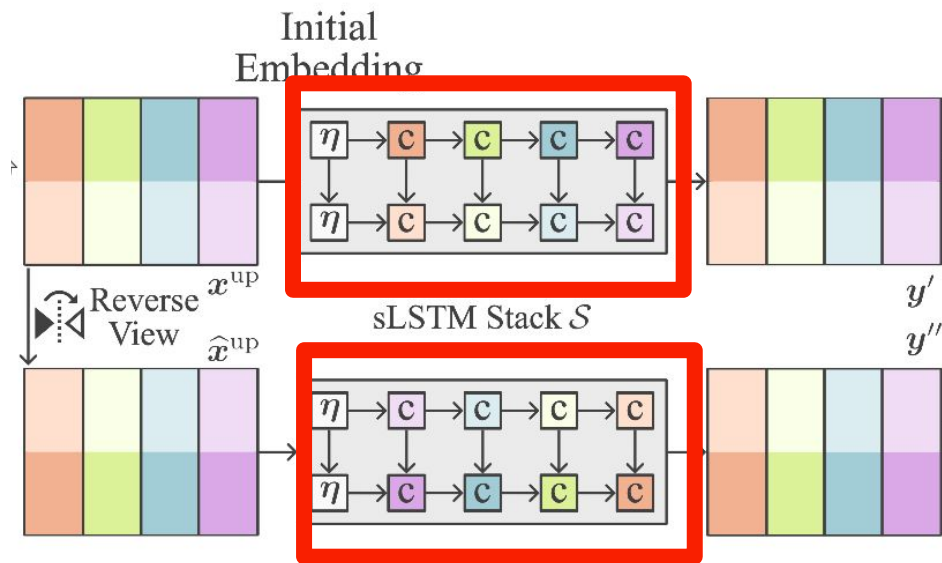 Initial
Embedding
η c c c c
η c c c c
x^up
y′
Reverse
View
sLSTM Stack 𝒮
x̂^up
y″
η c c c c
η c c c c